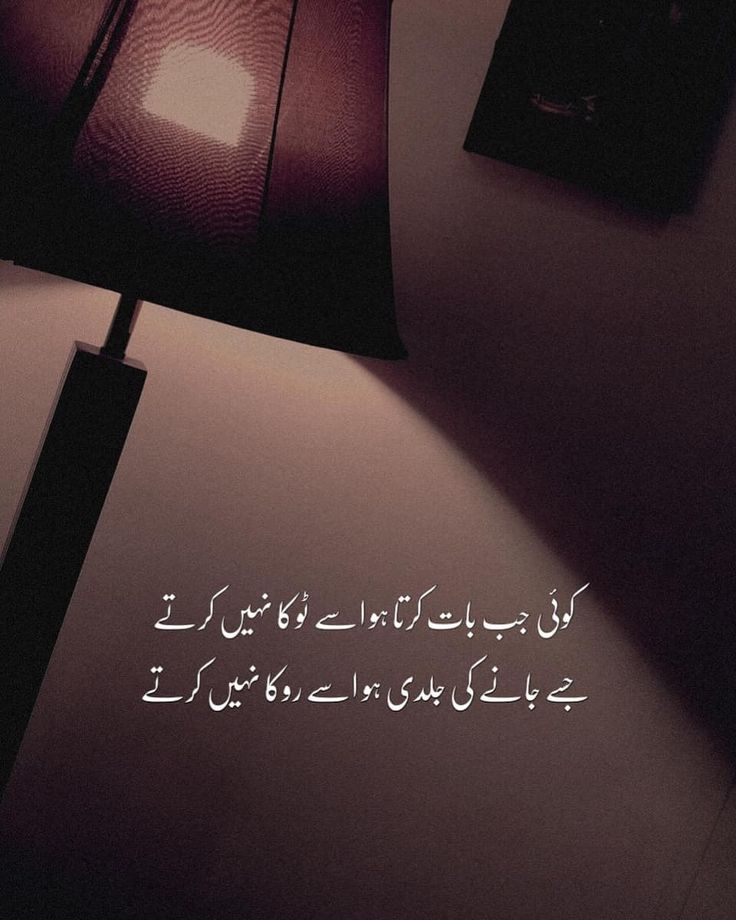 کوئی جب بات کرتا ہو اسے ٹوکا نہیں کرتے
جسے جانے کی جلدی ہو اسے روکا نہیں کرتے